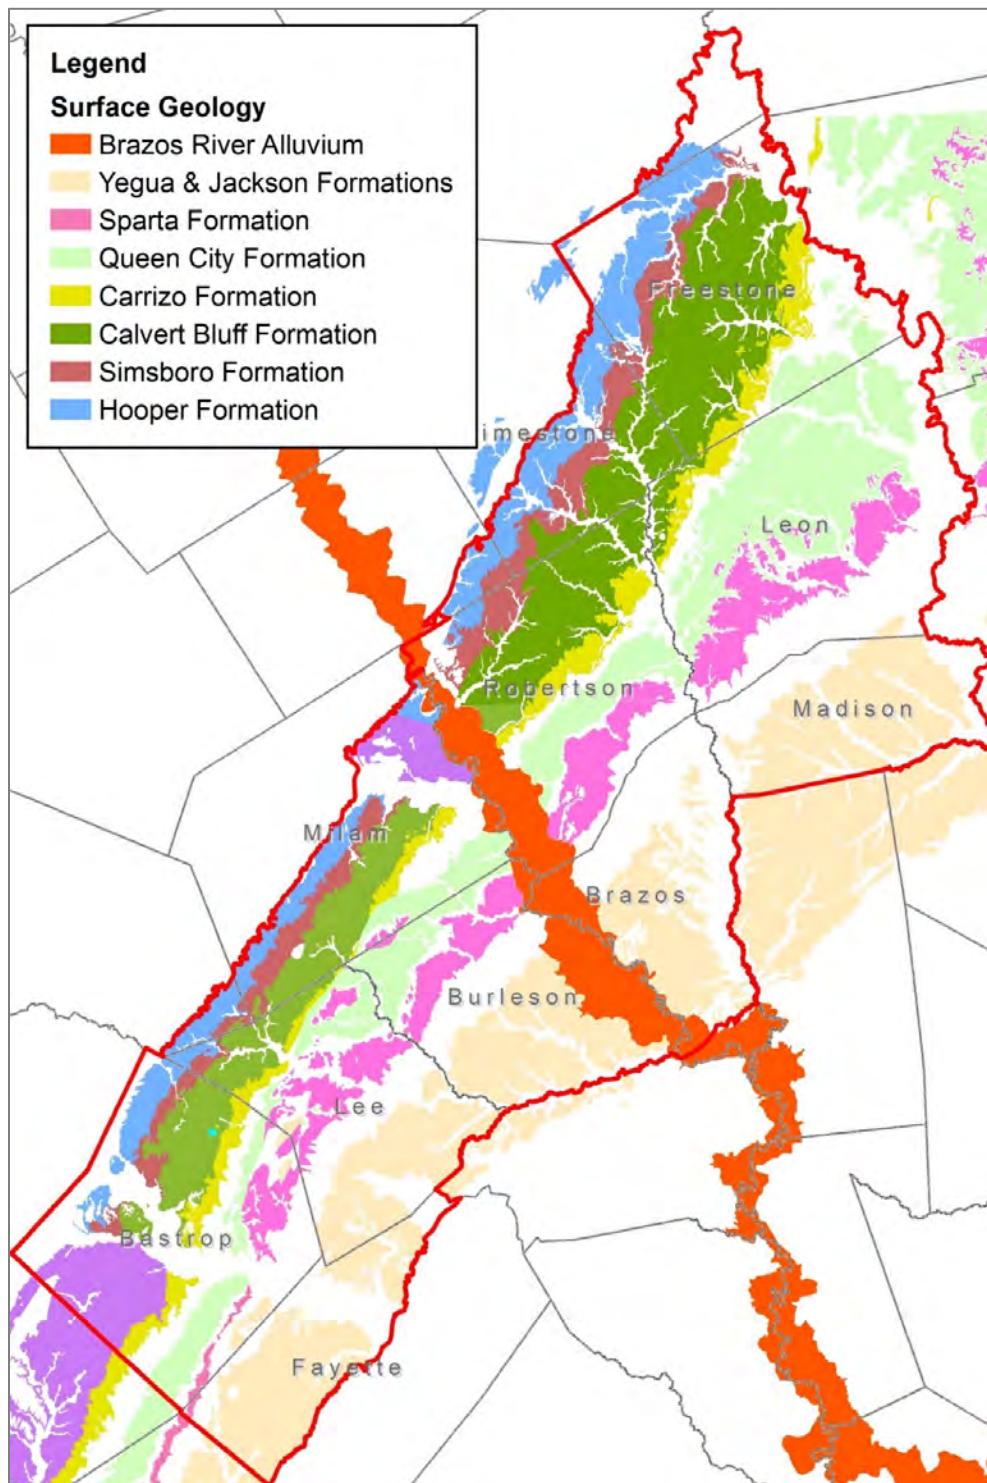 Legend
Surface Geology
Brazos River Alluvium
Yegua & Jackson Formations
Sparta Formation
Queen City Formation
Carrizo Formation
Calvert Bluff Formation
Simsboro Formation
Hooper Formation
Freestone
imestone
Leon
Robertson
Madison
Milam
Brazos
Burleson
Lee
Bastrop
Fayette